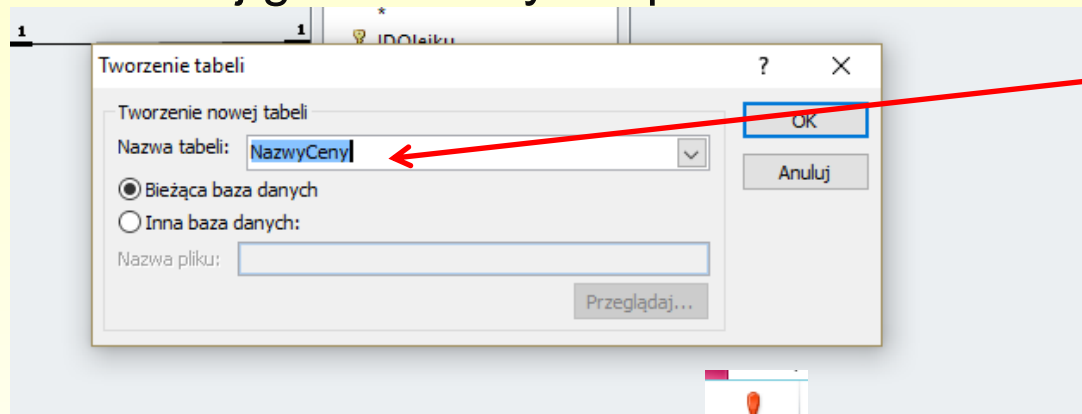 1 1
*
IDOleiku
Tworzenie tabeli ? X
Tworzenie nowej tabeli
OK
Nazwa tabeli: NazwyCeny
Anuluj
Bieżąca baza danych
Inna baza danych:
Nazwa pliku:
Przeglądaj...